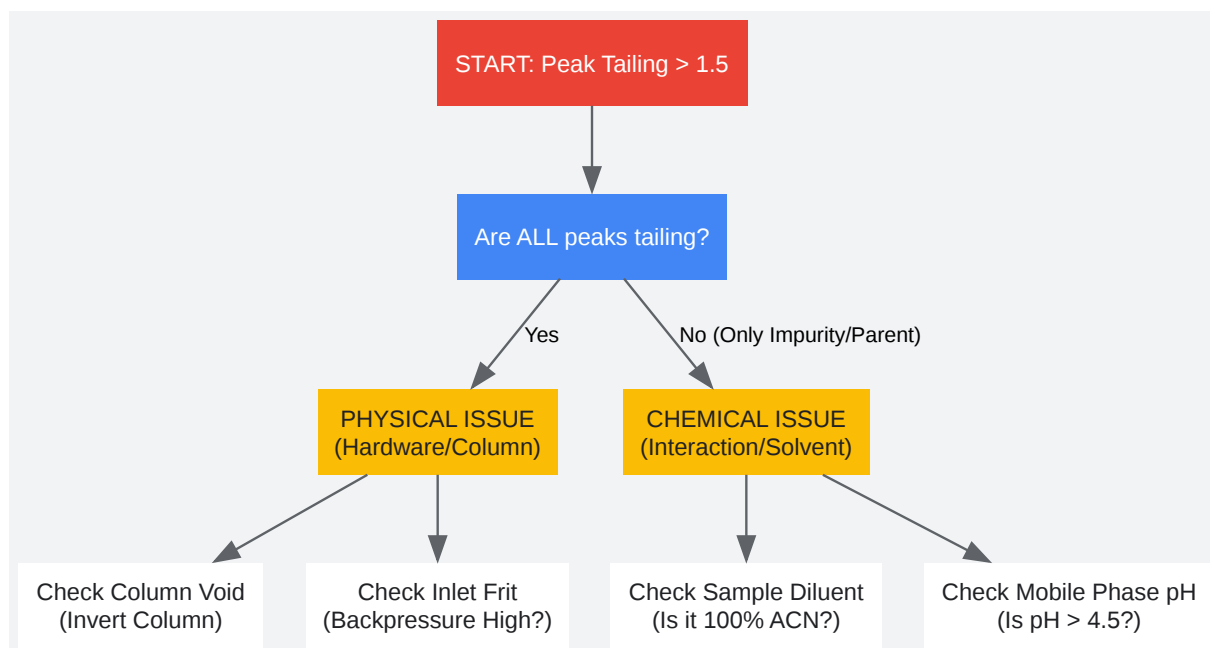 START: Peak Tailing > 1.5
Are ALL peaks tailing?
Yes
No (Only Impurity/Parent)
PHYSICAL ISSUE
(Hardware/Column)
CHEMICAL ISSUE
(Interaction/Solvent)
Check Column Void
(Invert Column)
Check Inlet Frit
(Backpressure High?)
Check Sample Diluent
(Is it 100% ACN?)
Check Mobile Phase pH
(Is pH > 4.5?)